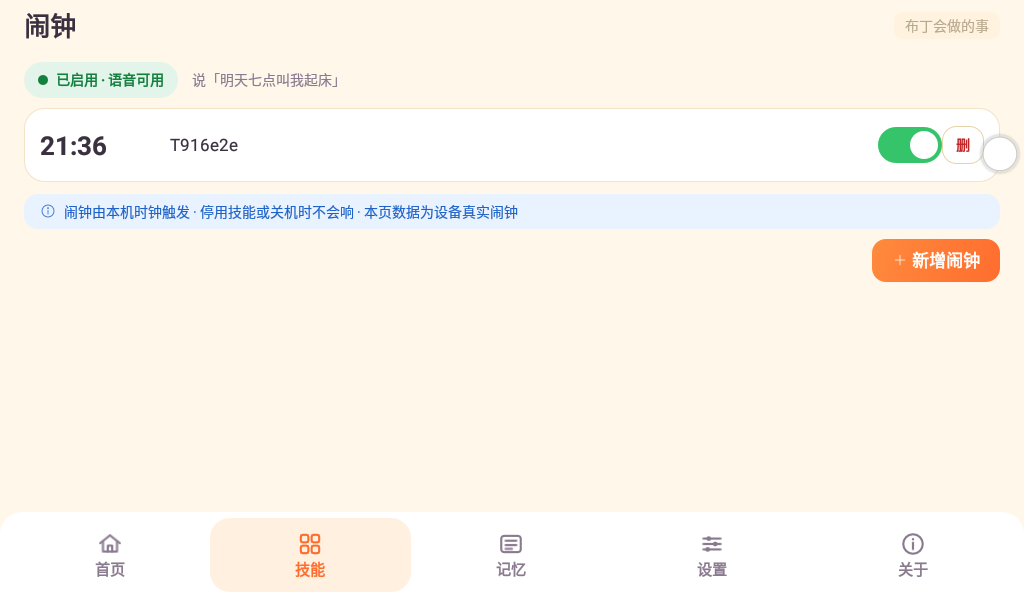 闹钟
布丁会做的事
已启用 · 语音可用
说「明天七点叫我起床」
21:36
T916e2e
删
闹钟由本机时钟触发 · 停用技能或关机时不会响 · 本页数据为设备真实闹钟
+ 新增闹钟
首页
技能
记忆
设置
关于